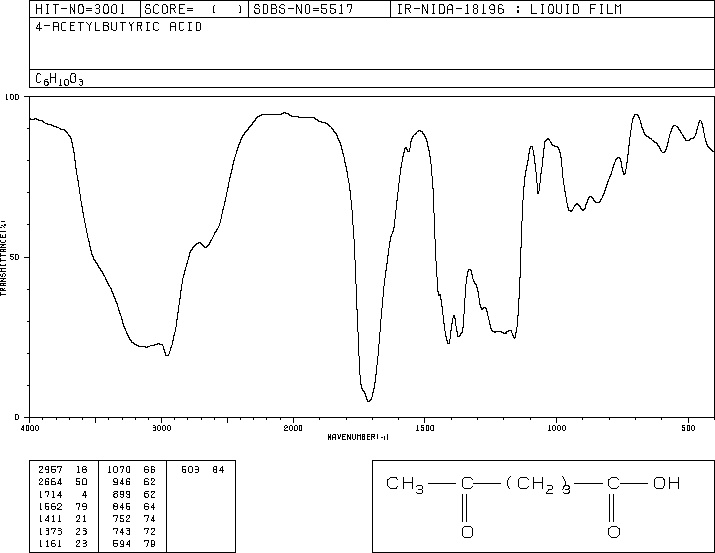 HIT-NO=3001 SCORE= ( ) SDBS-NO=5517 IR-NIDA-18196 : LIQUID FILM
4-ACETYLBUTYRIC ACID
C6H10O3
100
50
0
TRANSMITTANCE(%)
4000 3000 2000 1500 1000 500
WAVENUMBER(-1)
2957 18 1070 66 503 84
2664 50 946 62
1714 4 899 62
1562 79 846 64
1411 21 752 74
1373 23 743 72
1161 23 594 79
CH3 C (CH2)3 C OH
O O